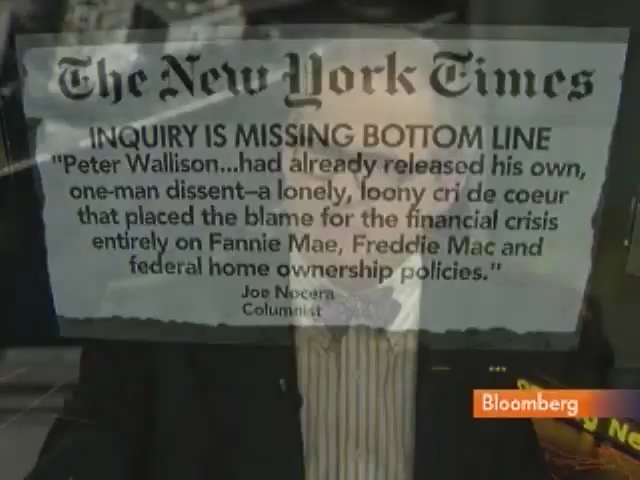 The New York Times
INQUIRY IS MISSING BOTTOM LINE
"Peter Wallison...had already released his own,
one-man dissent—a lonely, loony cri de coeur
that placed the blame for the financial crisis
entirely on Fannie Mae, Freddie Mac and
federal home ownership policies."
Joe Nocera
Columnist
Bloomberg